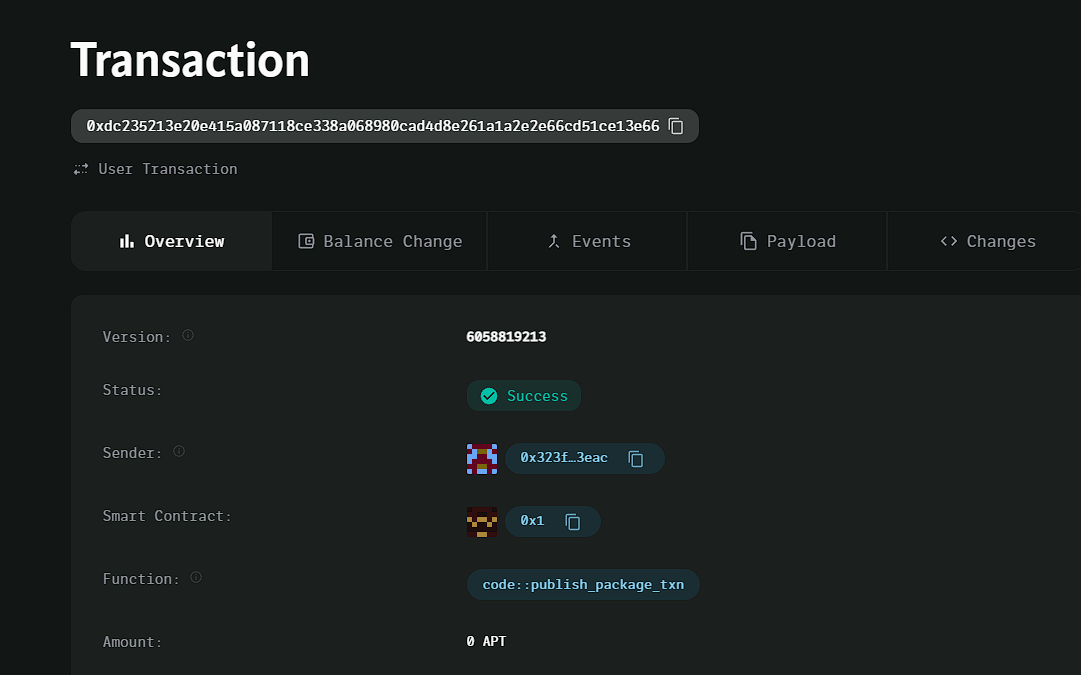 Transaction
0xdc235213e20e415a087118ce338a068980cad4d8e261a1a2e2e66cd51ce13e66
User Transaction
Overview Balance Change Events Payload Changes
Version: 6058819213
Status: Success
Sender: 0x323f…3eac
Smart Contract: 0x1
Function: code::publish_package_txn
Amount: 0 APT